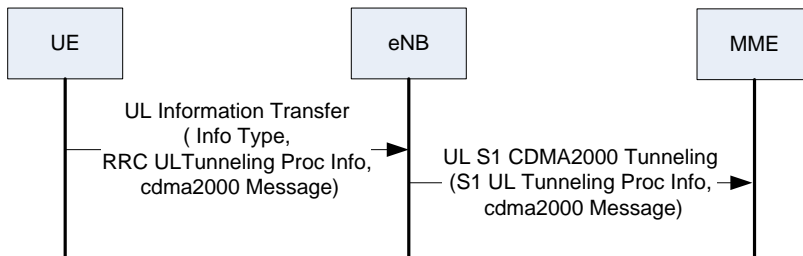 UE
eNB
MME
UL Information Transfer
( Info Type,
RRC ULTunneling Proc Info,
cdma2000 Message)
UL S1 CDMA2000 Tunneling
(S1 UL Tunneling Proc Info,
cdma2000 Message)